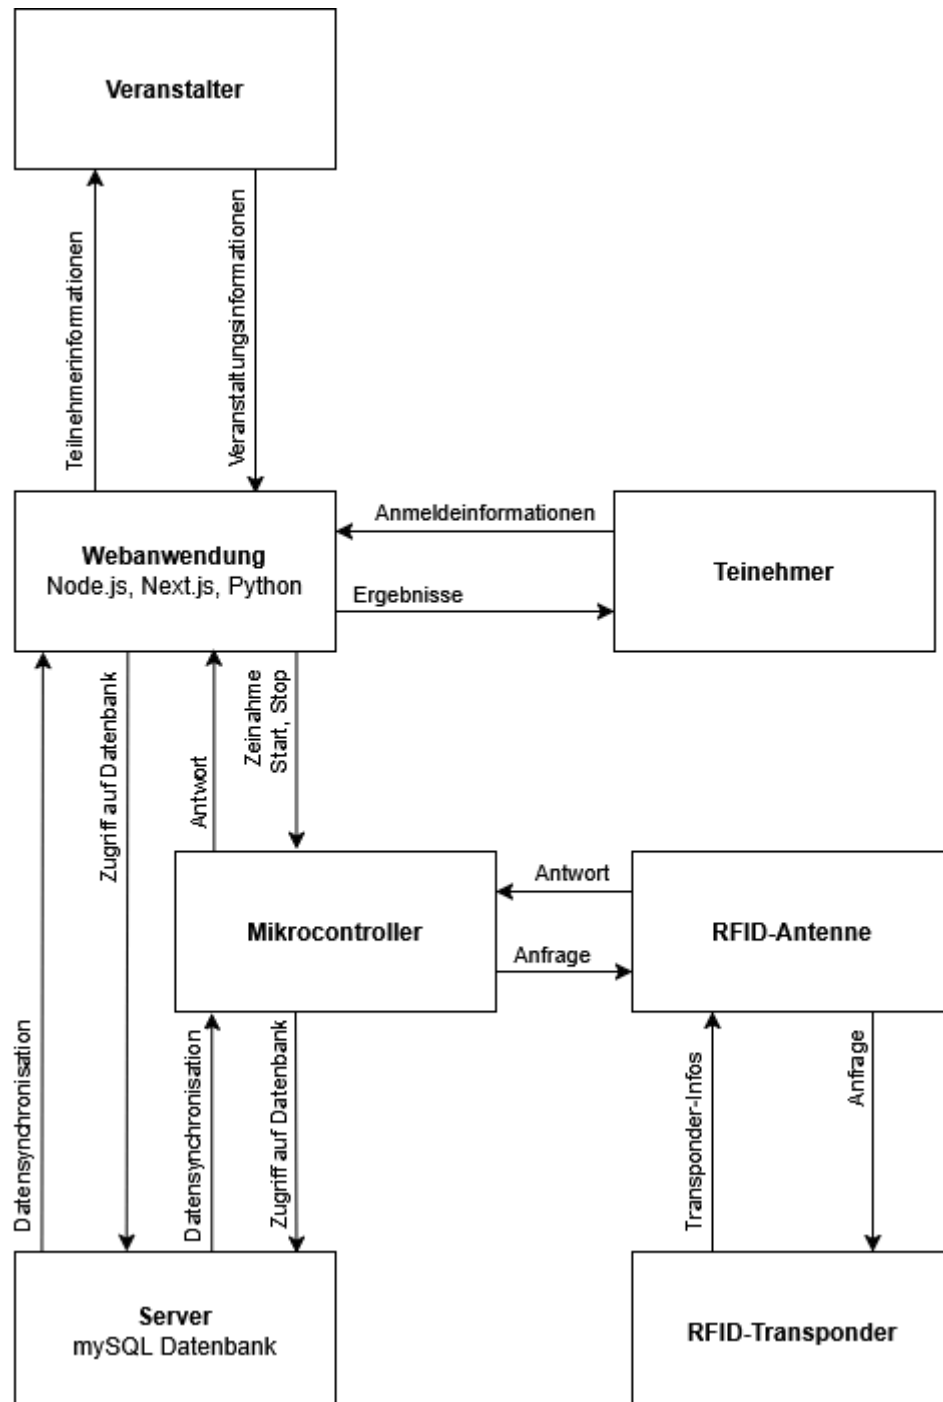 Veranstalter
Teilnehmerinformationen
Veranstaltungsinformationen
Webanwendung
Node.js, Next.js, Python
Anmeldeinformationen
Ergebnisse
Teinehmer
Datensynchronisation
Zugriff auf Datenbank
Antwort
Zeinahme
Start, Stop
Mikrocontroller
Antwort
Anfrage
RFID-Antenne
Datensynchronisation
Zugriff auf Datenbank
Transponder-Infos
Anfrage
Server
mySQL Datenbank
RFID-Transponder